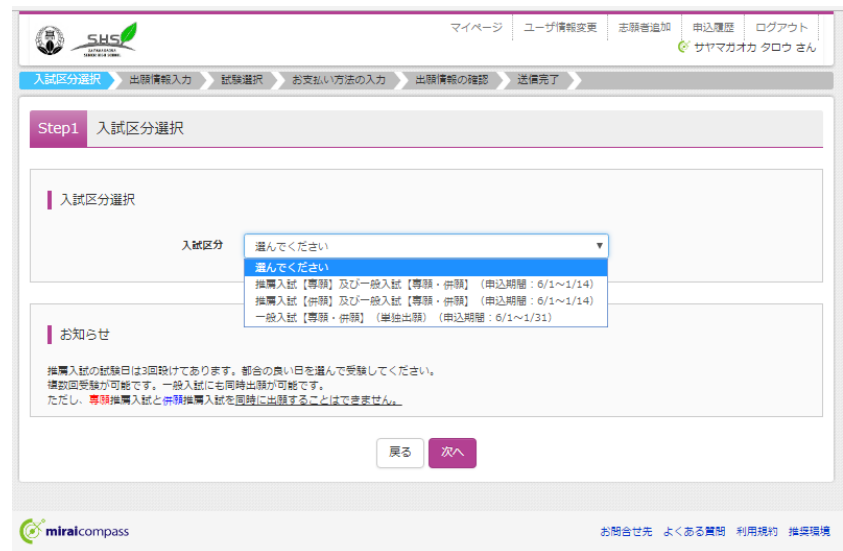 マイページ ユーザ情報変更 志願者追加 申込履歴 ログアウト
SHS
サヤマガオカ タロウ さん
入試区分選択 出願情報入力 試験選択 お支払い方法の入力 出願情報の確認 送信完了
Step1 入試区分選択
入試区分選択
入試区分 選んでください
選んでください
推薦入試【専願】及び一般入試【専願・併願】（申込期間：6/1～1/14）
推薦入試【併願】及び一般入試【専願・併願】（申込期間：6/1～1/14）
一般入試【専願・併願】（単独出願）（申込期間：6/1～1/31）
お知らせ
推薦入試の試験日は3回設けてあります。都合の良い日を選んで受験してください。
複数回受験が可能です。一般入試にも同時出願が可能です。
ただし、専願推薦入試と併願推薦入試を同時に出願することはできません。
戻る 次へ
miraicompass
お問合せ先 よくある質問 利用規約 推奨環境